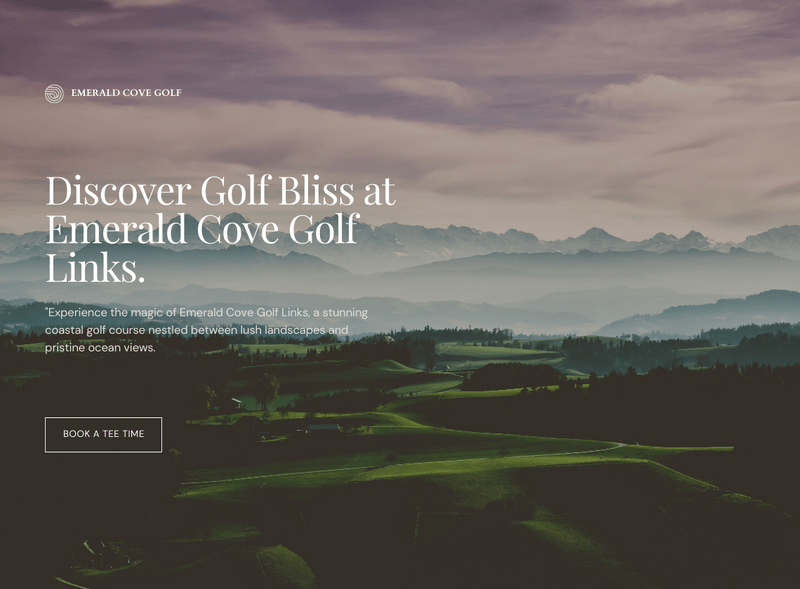 EMERALD COVE GOLF
Discover Golf Bliss at
Emerald Cove Golf
Links.
"Experience the magic of Emerald Cove Golf Links, a stunning
coastal golf course nestled between lush landscapes and
pristine ocean views.
BOOK A TEE TIME